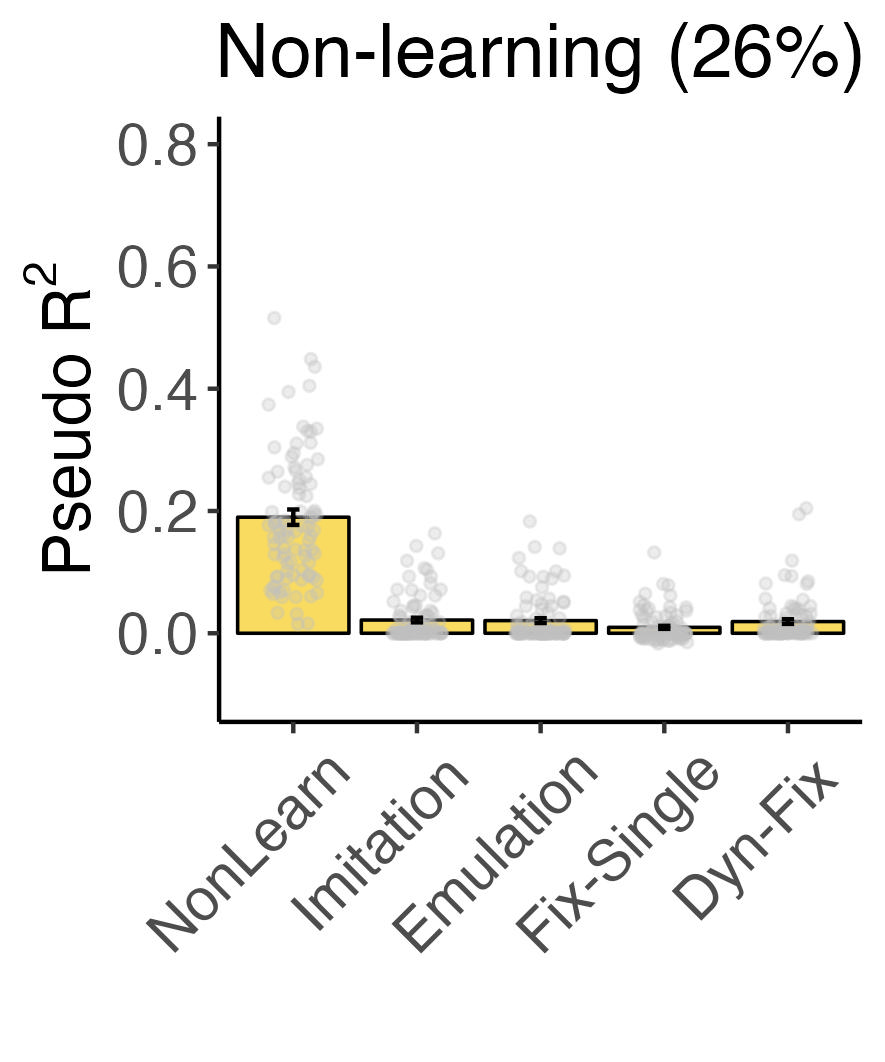 Non-learning (26%)
Pseudo R²
0.8
0.6
0.4
0.2
0.0
NonLearn
Imitation
Emulation
Fix-Single
Dyn-Fix